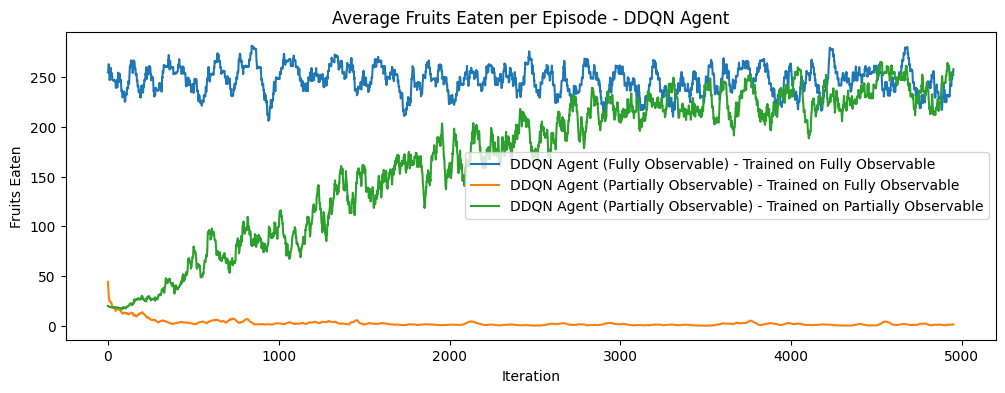 Average Fruits Eaten per Episode - DDQN Agent
Fruits Eaten
250
200
150
100
50
0
DDQN Agent (Fully Observable) - Trained on Fully Observable
DDQN Agent (Partially Observable) - Trained on Fully Observable
DDQN Agent (Partially Observable) - Trained on Partially Observable
0 1000 2000 3000 4000 5000
Iteration